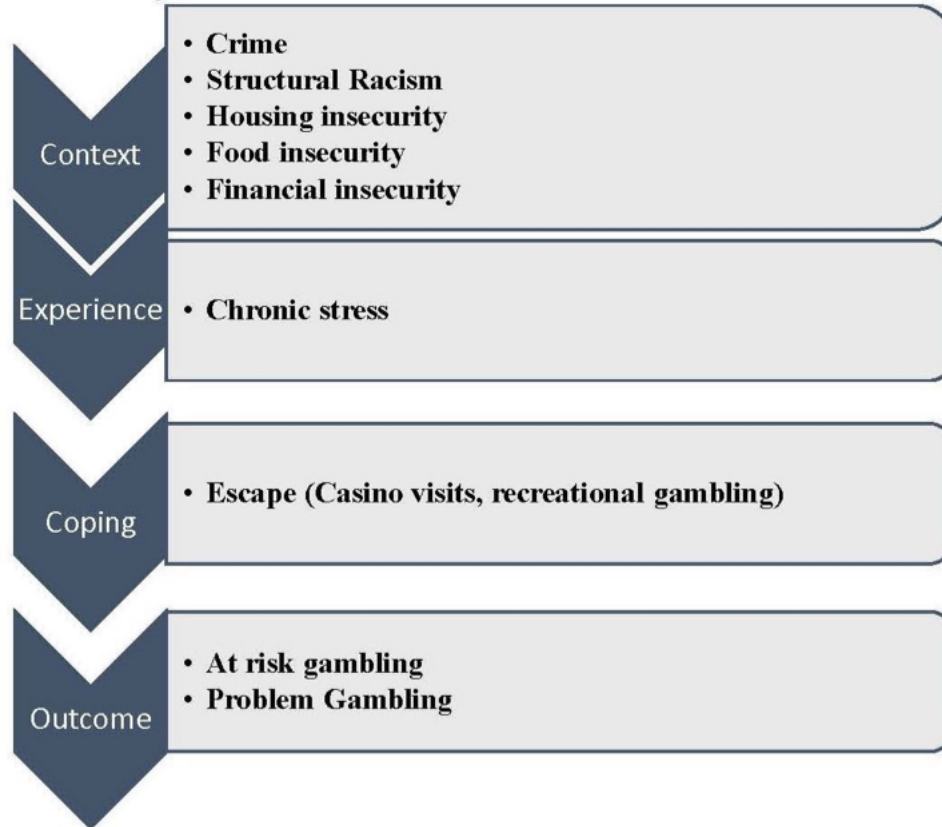 Context
• Crime
• Structural Racism
• Housing insecurity
• Food insecurity
• Financial insecurity
Experience
• Chronic stress
Coping
• Escape (Casino visits, recreational gambling)
Outcome
• At risk gambling
• Problem Gambling